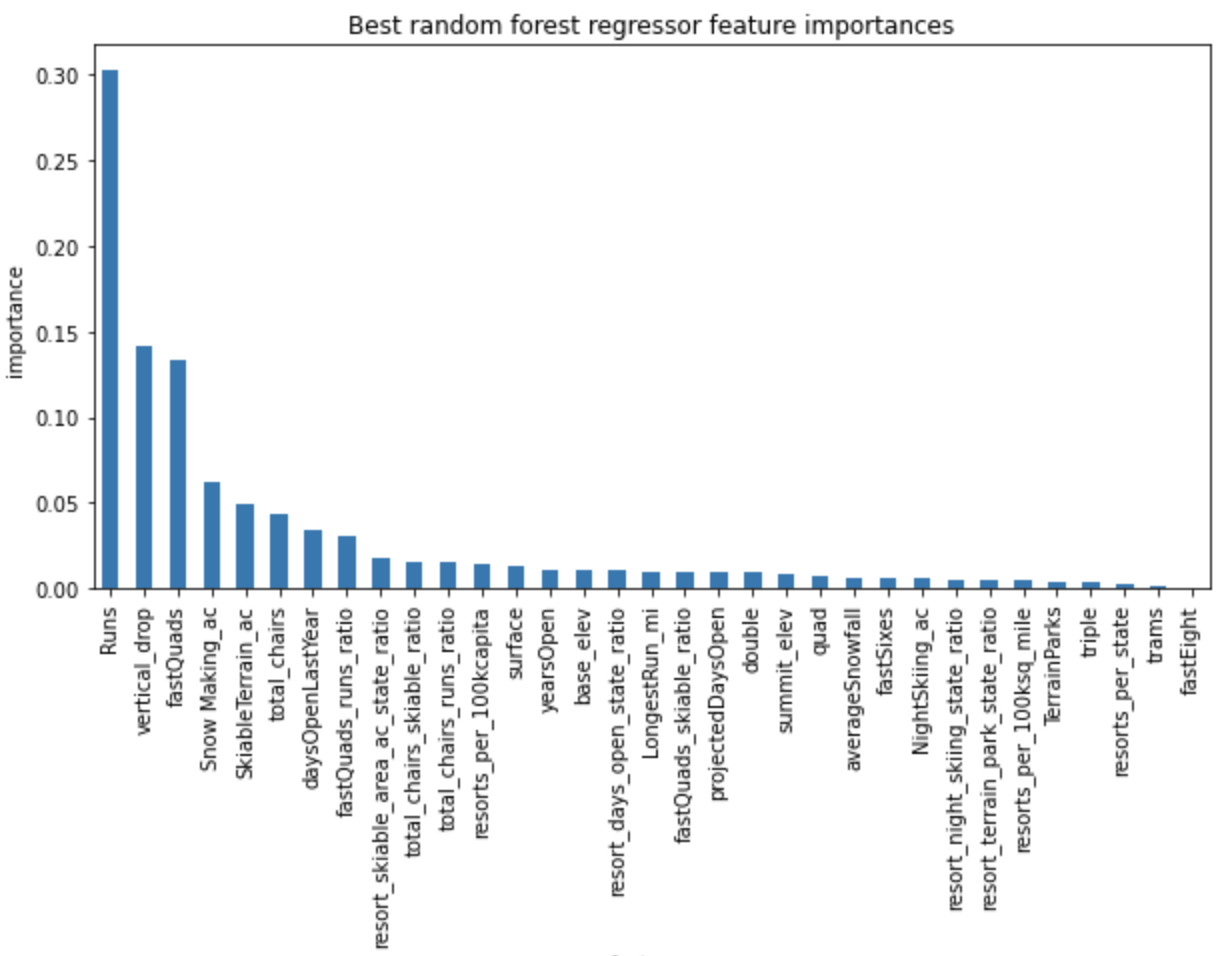 Best random forest regressor feature importances
importance
0.30
0.25
0.20
0.15
0.10
0.05
0.00
Runs
vertical_drop
fastQuads
Snow Making_ac
SkiableTerrain_ac
total_chairs
daysOpenLastYear
fastQuads_runs_ratio
resort_skiable_area_ac_state_ratio
total_chairs_skiable_ratio
total_chairs_runs_ratio
resorts_per_100kcapita
surface
yearsOpen
base_elev
resort_days_open_state_ratio
LongestRun_mi
fastQuads_skiable_ratio
projectedDaysOpen
double
summit_elev
quad
averageSnowfall
fastSixes
NightSkiing_ac
resort_night_skiing_state_ratio
resort_terrain_park_state_ratio
resorts_per_100ksq_mile
TerrainParks
triple
resorts_per_state
trams
fastEight